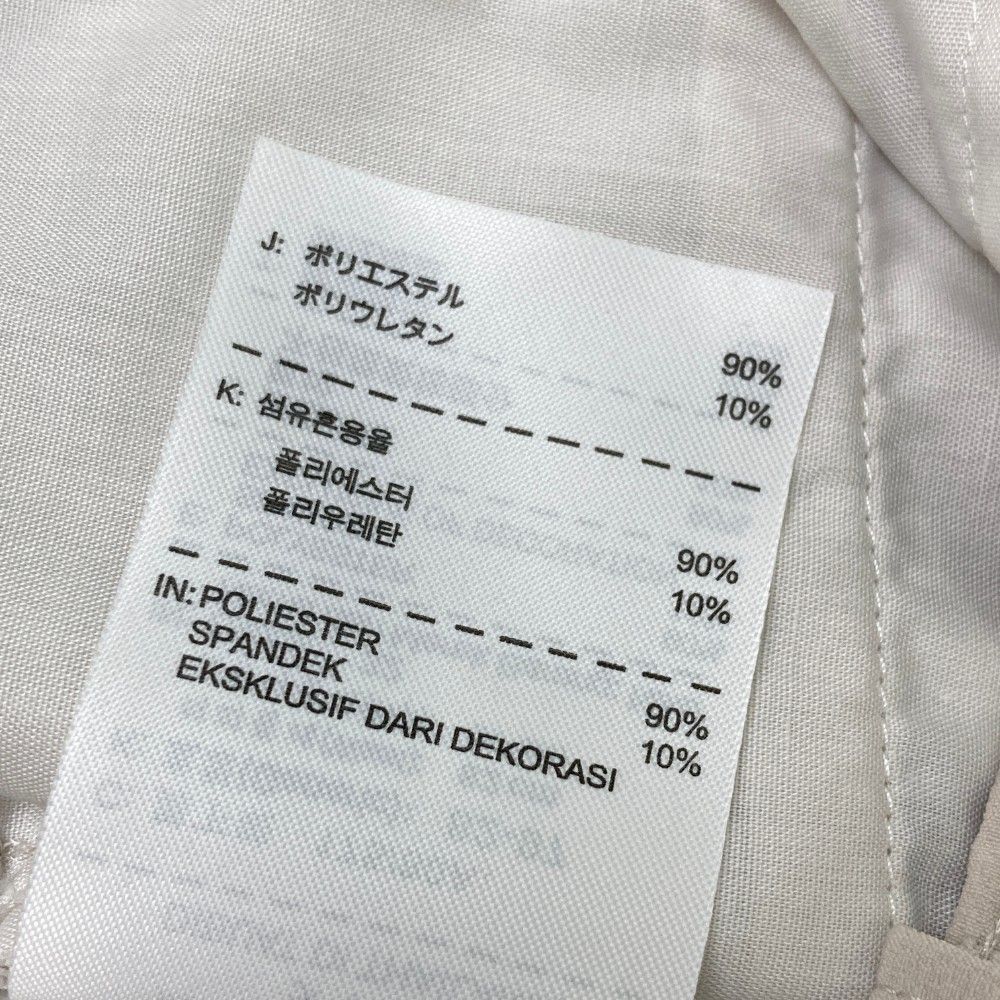 J: ポリエステル 90%
ポリウレタン 10%
K: 섬유혼용율
폴리에스터 90%
폴리우레탄 10%
IN: POLIESTER 90%
SPANDEK 10%
EKSKLUSIF DARI DEKORASI